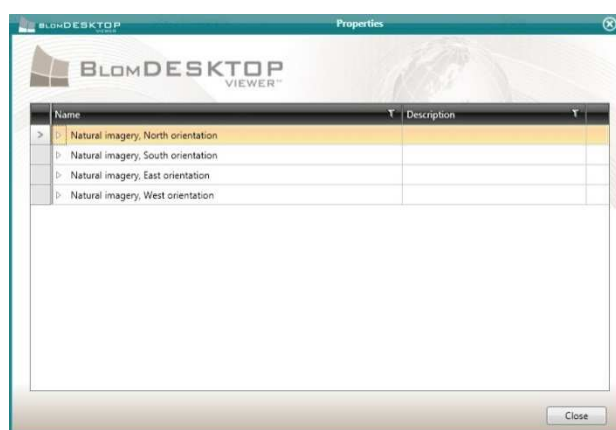 BLOMDESKTOP
VIEWER
Properties
BLOMDESKTOP
VIEWER™
Name
Description
Natural imagery, North orientation
Natural imagery, South orientation
Natural imagery, East orientation
Natural imagery, West orientation
Close